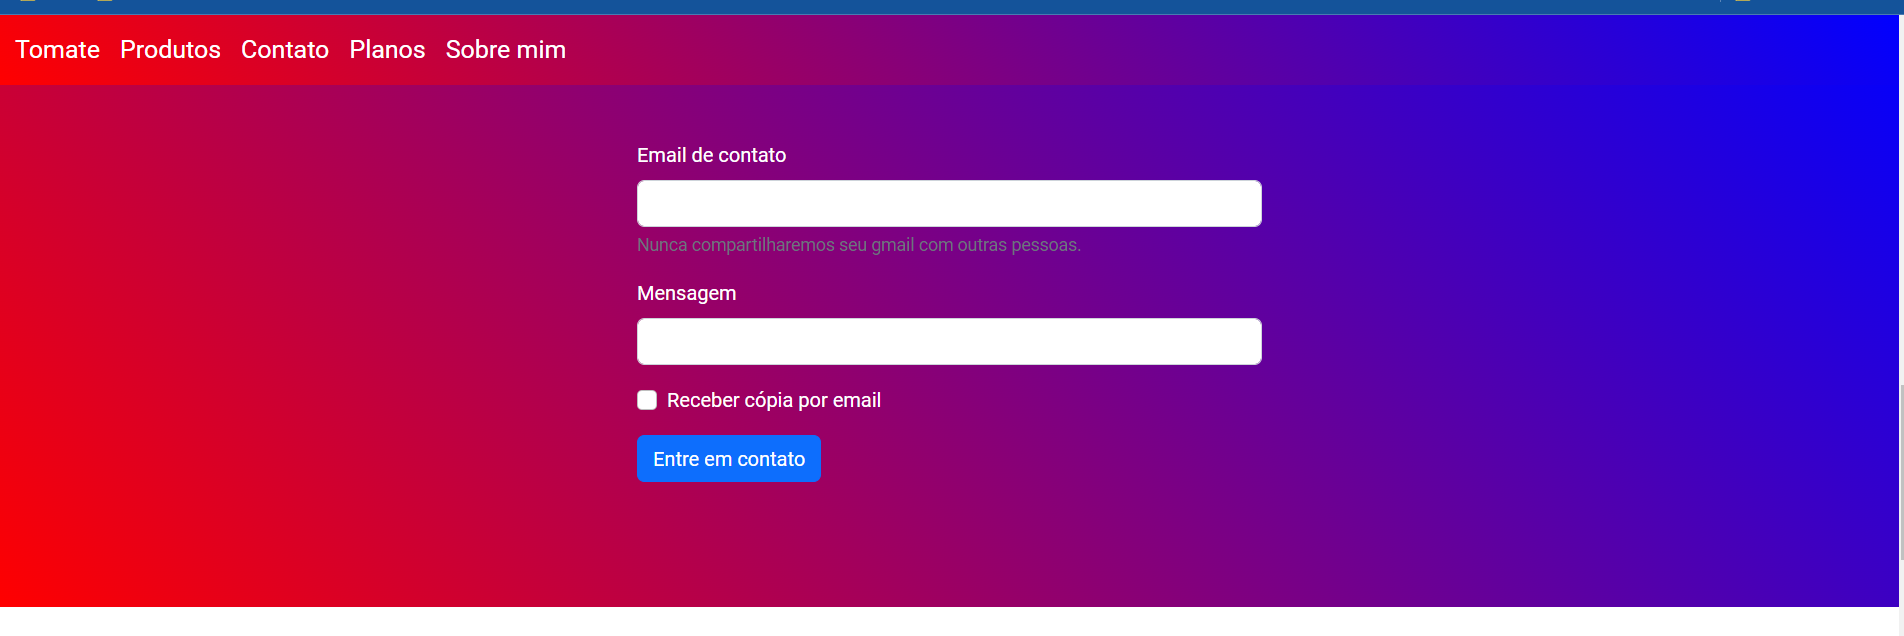 Tomate Produtos Contato Planos Sobre mim
Email de contato
Nunca compartilharemos seu gmail com outras pessoas.
Mensagem
Receber cópia por email
Entre em contato